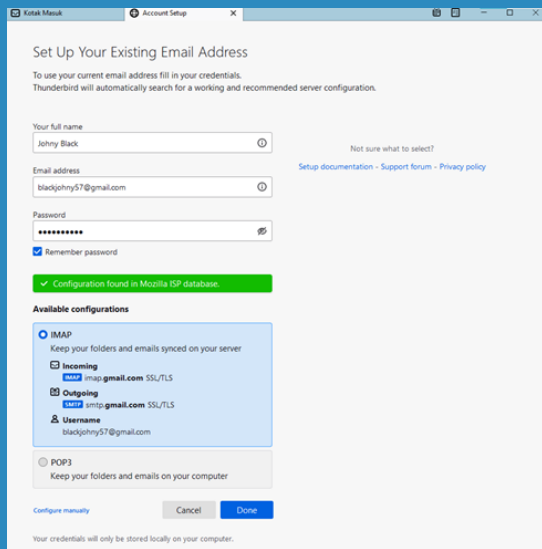 Kotak Masuk
Account Setup
Set Up Your Existing Email Address
To use your current email address fill in your credentials.
Thunderbird will automatically search for a working and recommended server configuration.
Your full name
Johny Black
Email address
blackjohny57@gmail.com
Password
Remember password
Configuration found in Mozilla ISP database.
Available configurations
IMAP
Keep your folders and emails synced on your server
Incoming
IMAP imap.gmail.com SSL/TLS
Outgoing
SMTP smtp.gmail.com SSL/TLS
Username
blackjohny57@gmail.com
POP3
Keep your folders and emails on your computer
Configure manually
Cancel
Done
Your credentials will only be stored locally on your computer.
Not sure what to select?
Setup documentation - Support forum - Privacy policy